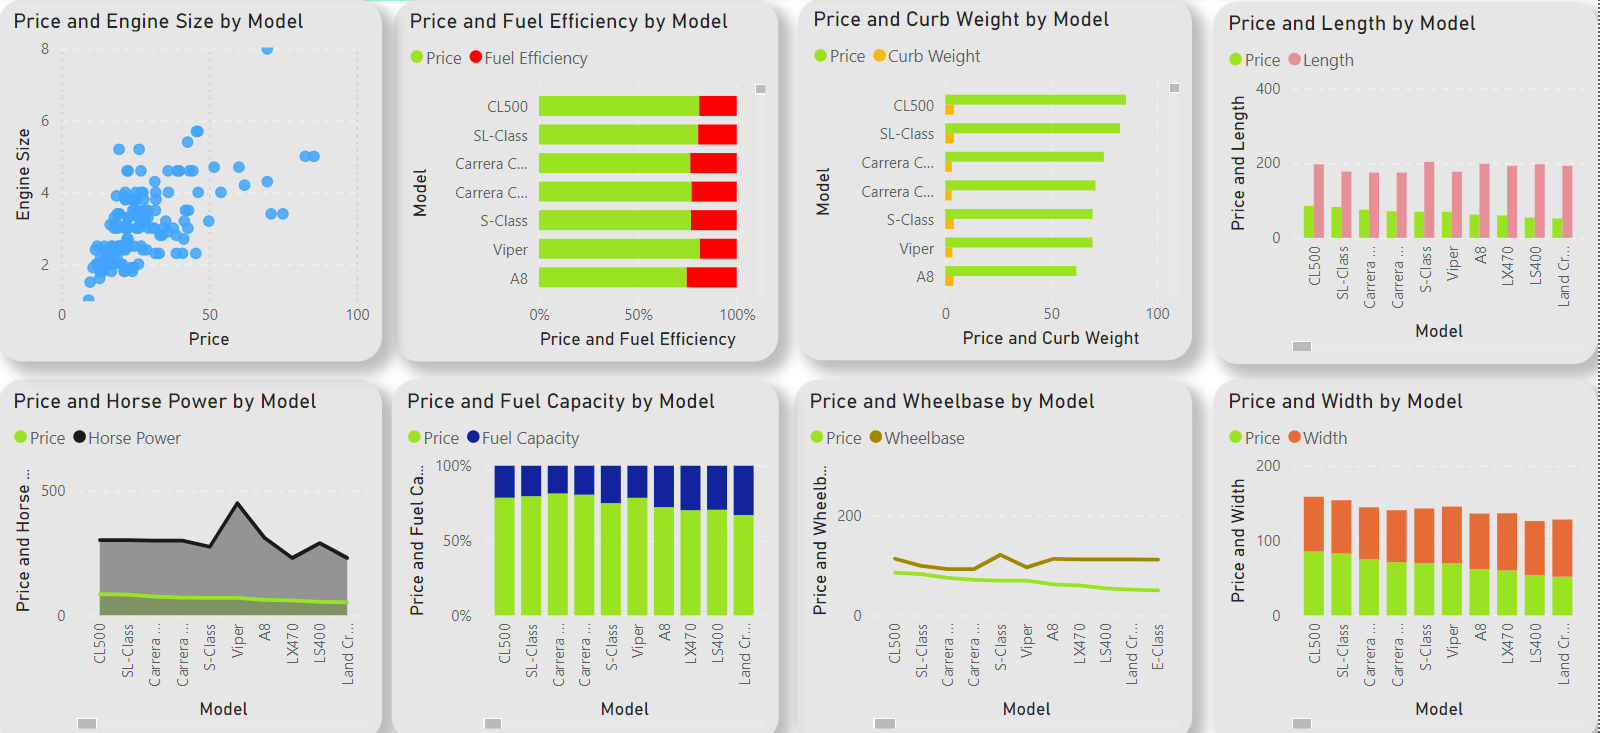 Price and Engine Size by Model
8
6
4
2
0
50
100
Engine Size
Price
Price and Fuel Efficiency by Model
Price
Fuel Efficiency
Model
CL500
SL-Class
Carrera C...
Carrera C...
S-Class
Viper
A8
0%
50%
100%
Price and Fuel Efficiency
Price and Curb Weight by Model
Price
Curb Weight
Model
CL500
SL-Class
Carrera C...
Carrera C...
S-Class
Viper
A8
0
50
100
Price and Curb Weight
Price and Length by Model
Price
Length
Price and Length
400
200
0
CL500
SL-Class
Carrera ...
Carrera ...
S-Class
Viper
A8
LX470
LS400
Land Cr...
Model
Price and Horse Power by Model
Price
Horse Power
Price and Horse ...
500
0
CL500
SL-Class
Carrera ...
Carrera ...
S-Class
Viper
A8
LX470
LS400
Land Cr...
Model
Price and Fuel Capacity by Model
Price
Fuel Capacity
Price and Fuel Ca...
100%
50%
0%
CL500
SL-Class
Carrera ...
Carrera ...
S-Class
Viper
A8
LX470
LS400
Land Cr...
Model
Price and Wheelbase by Model
Price
Wheelbase
Price and Wheelb...
200
0
CL500
SL-Class
Carrera ...
Carrera ...
S-Class
Viper
A8
LX470
LS400
Land Cr...
E-Class
Model
Price and Width by Model
Price
Width
Price and Width
200
100
0
CL500
SL-Class
Carrera ...
Carrera ...
S-Class
Viper
A8
LX470
LS400
Land Cr...
Model